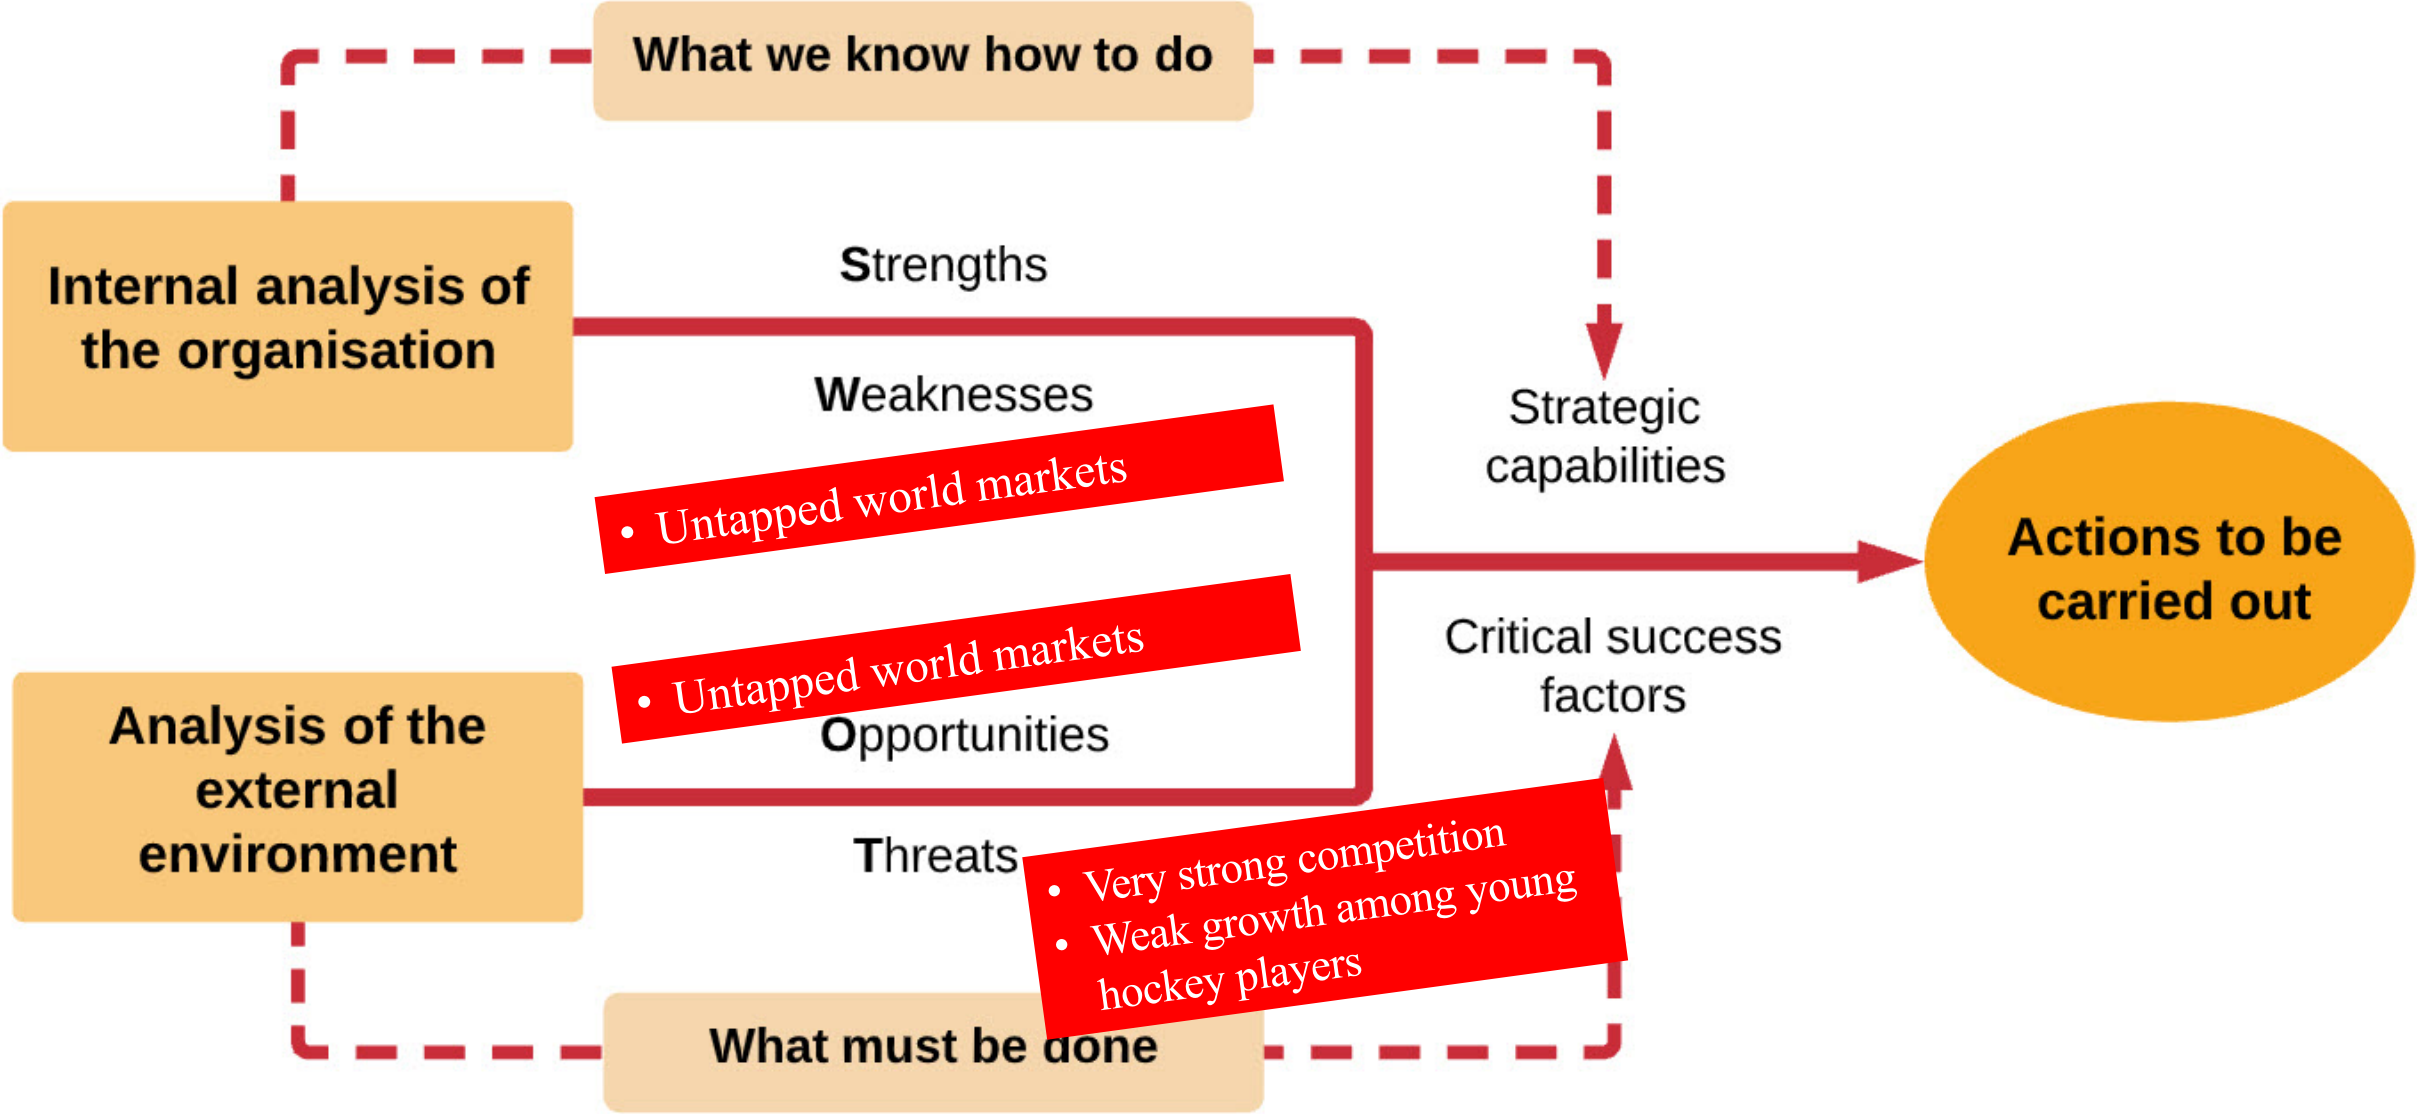 What we know how to do
Internal analysis of
the organisation
Strengths
Weaknesses
• Untapped world markets
Strategic
capabilities
Actions to be
carried out
• Untapped world markets
Opportunities
Critical success
factors
Analysis of the
external
environment
Threats
• Very strong competition
• Weak growth among young
hockey players
What must be done